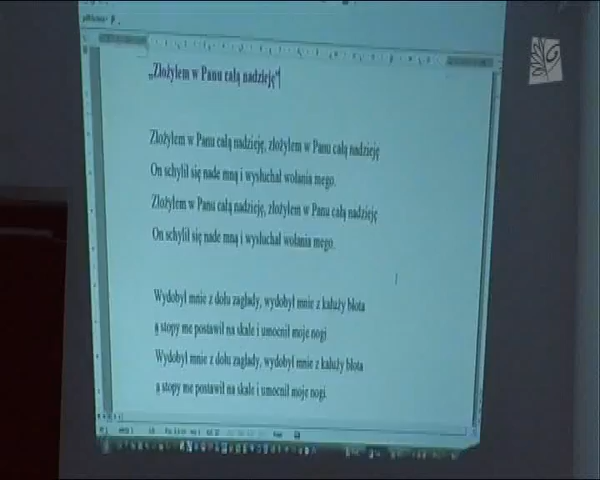 „Złożyłem w Panu całą nadzieję”
Złożyłem w Panu całą nadzieję, złożyłem w Panu całą nadzieję
On schylił się nade mną i wysłuchał wołania mego.
Złożyłem w Panu całą nadzieję, złożyłem w Panu całą nadzieję
On schylił się nade mną i wysłuchał wołania mego.
Wydobył mnie z dołu zagłady, wydobył mnie z kałuży błota
a stopy me postawił na skale i umocnił moje nogi
Wydobył mnie z dołu zagłady, wydobył mnie z kałuży błota
a stopy me postawił na skale i umocnił moje nogi.